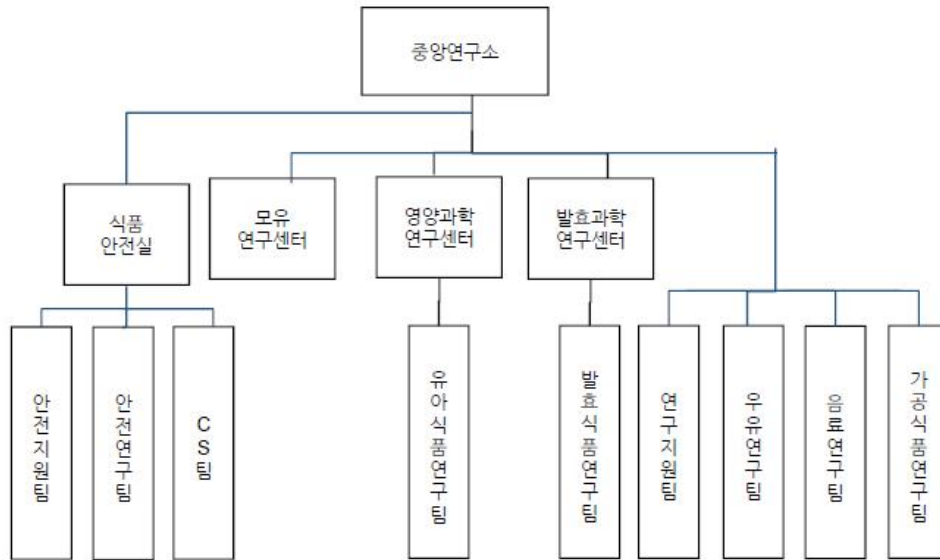 중앙연구소
식품
안전실
모유
연구센터
영양과학
연구센터
발효과학
연구센터
안전지원팀
안전연구팀
CS팀
유아식품연구팀
발효식품연구팀
연구지원팀
우유연구팀
음료연구팀
가공식품연구팀